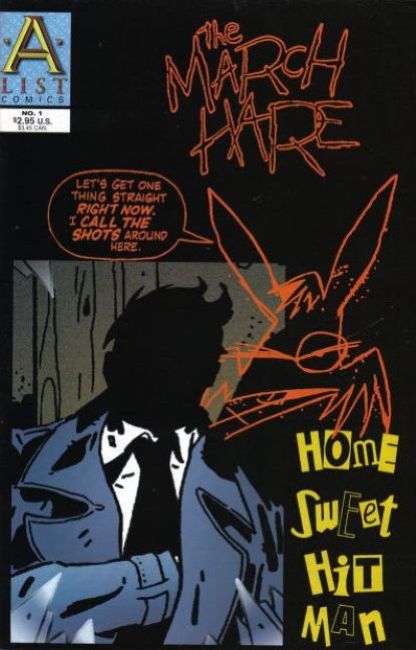 A
LIST
COMICS
NO. 1
$2.95 U.S.
$3.45 CAN.
The
MARCH
HARE
LET'S GET ONE
THING STRAIGHT
RIGHT NOW.
I CALL THE
SHOTS AROUND
HERE.
HOmE
SwEet
HiT
MAn